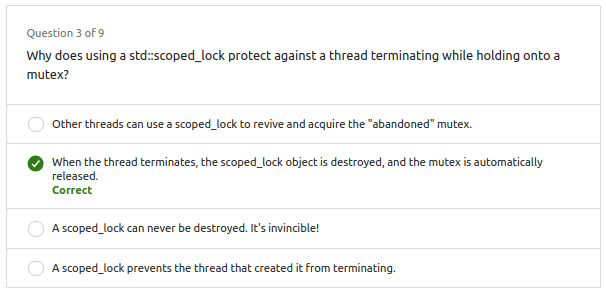 Question 3 of 9
Why does using a std::scoped_lock protect against a thread terminating while holding onto a
mutex?
Other threads can use a scoped_lock to revive and acquire the "abandoned" mutex.
When the thread terminates, the scoped_lock object is destroyed, and the mutex is automatically
released.
Correct
A scoped_lock can never be destroyed. It's invincible!
A scoped_lock prevents the thread that created it from terminating.